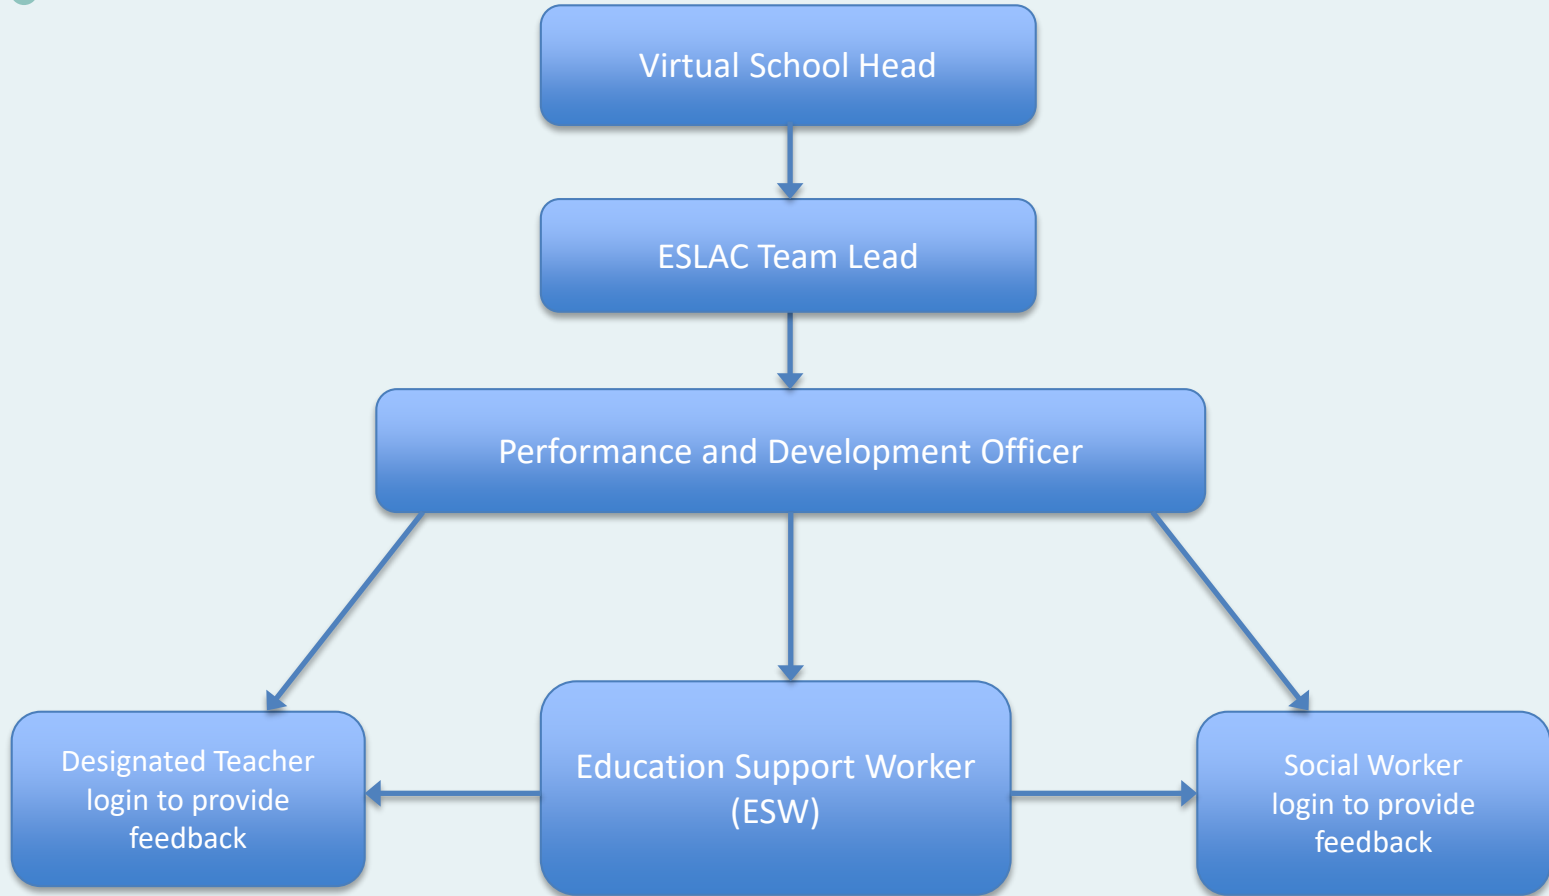 Virtual School Head
ESLAC Team Lead
Performance and Development Officer
Designated Teacher
login to provide
feedback
Education Support Worker
(ESW)
Social Worker
login to provide
feedback